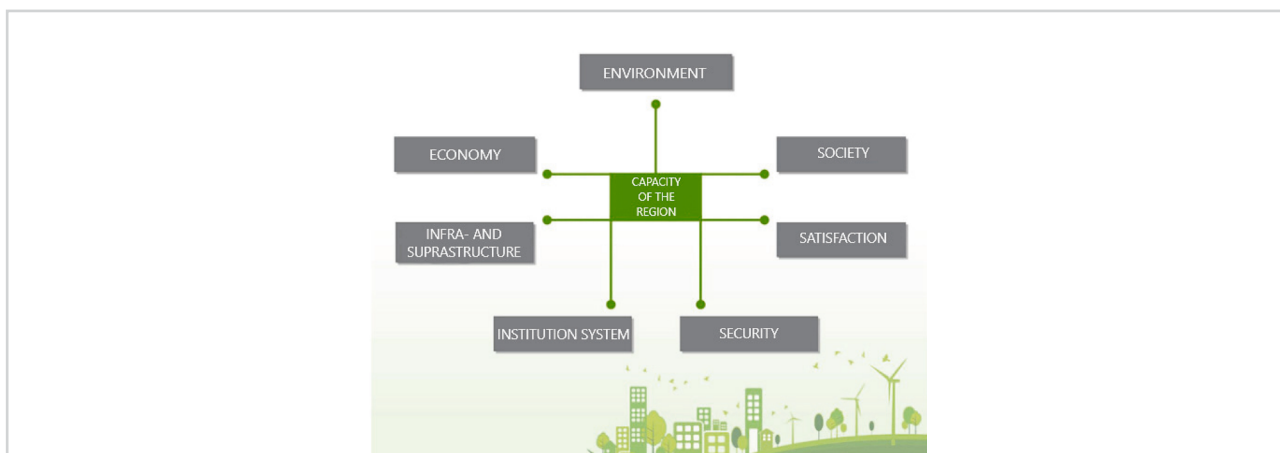 ENVIRONMENT
ECONOMY
SOCIETY
CAPACITY
OF THE
REGION
INFRA- AND
SUPRASTRUCTURE
SATISFACTION
INSTITUTION SYSTEM
SECURITY